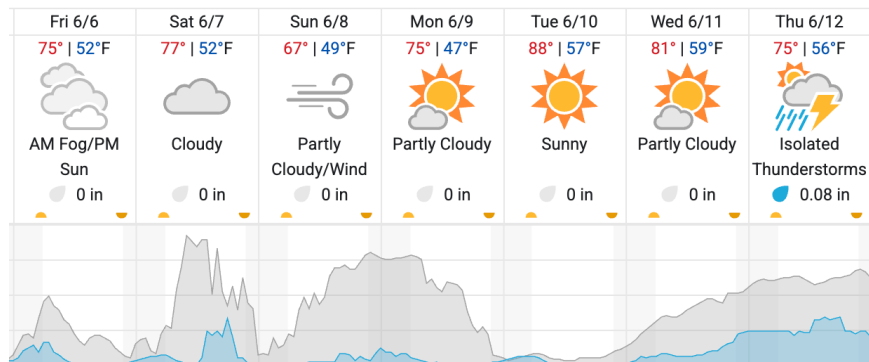 Fri 6/6
Sat 6/7
Sun 6/8
Mon 6/9
Tue 6/10
Wed 6/11
Thu 6/12
75° | 52°F
77° | 52°F
67° | 49°F
75° | 47°F
88° | 57°F
81° | 59°F
75° | 56°F
AM Fog/PM
Sun
Cloudy
Partly
Cloudy/Wind
Partly Cloudy
Sunny
Partly Cloudy
Isolated
Thunderstorms
0 in
0 in
0 in
0 in
0 in
0 in
0.08 in